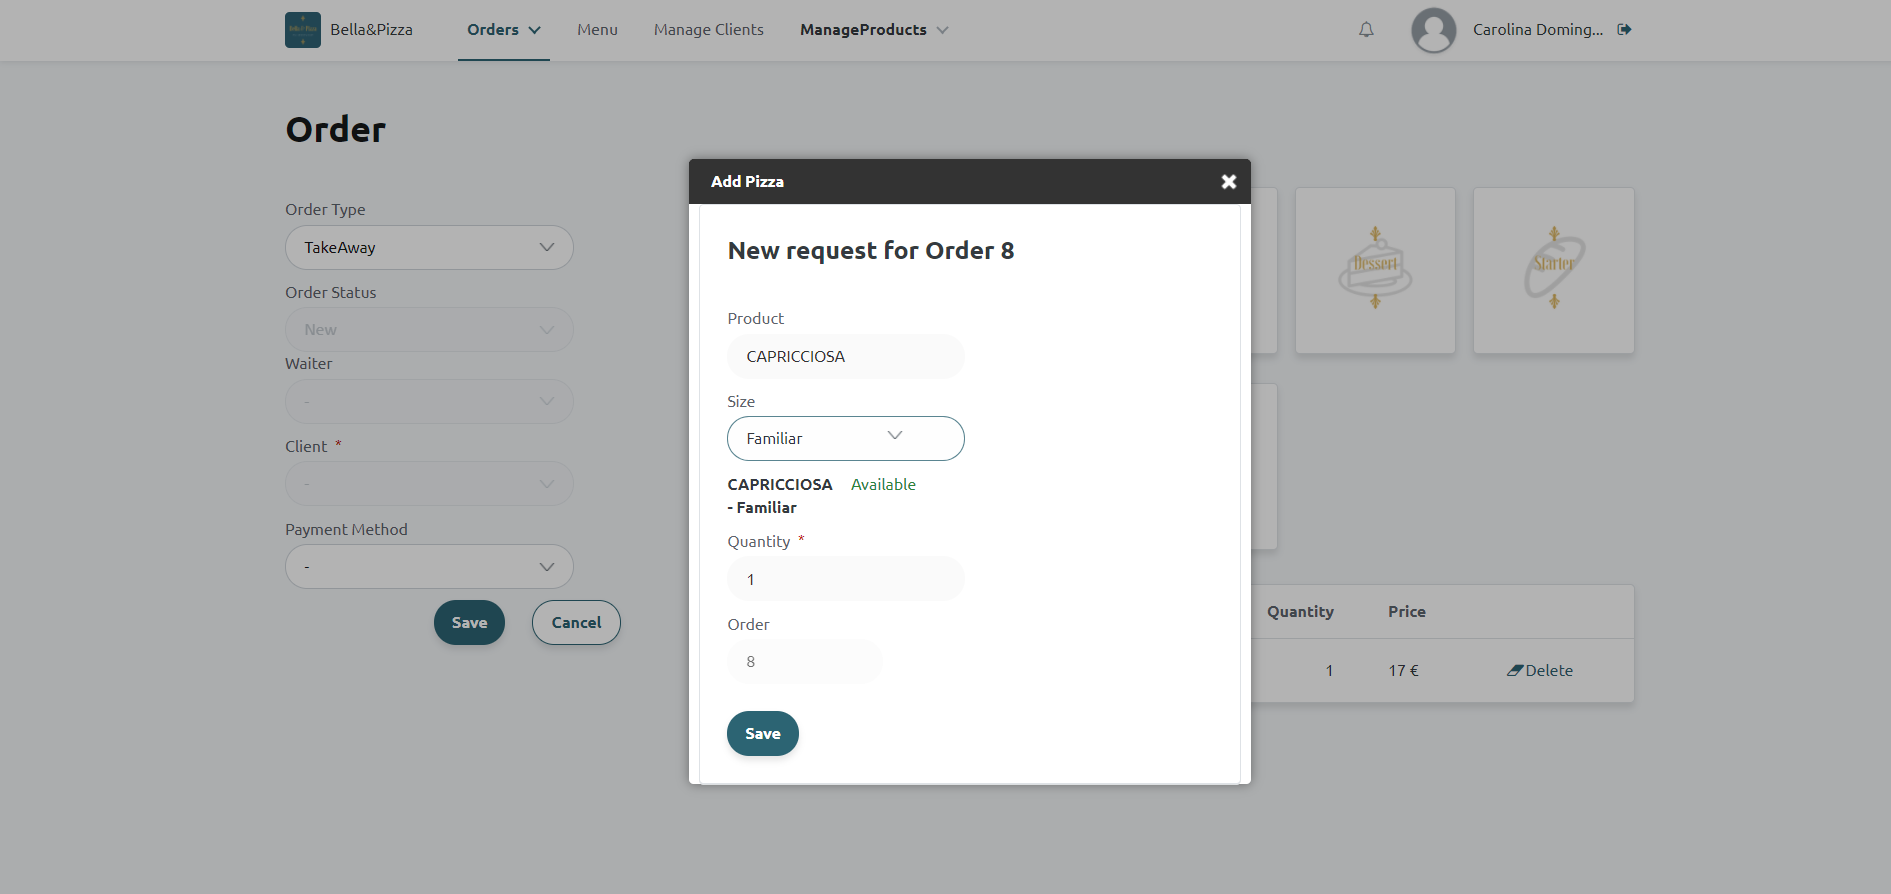 Bella&Pizza
Orders
Menu
Manage Clients
ManageProducts
Carolina Doming...
Order
Order Type
TakeAway
Order Status
New
Waiter
-
Client *
-
Payment Method
-
Save
Cancel
Add Pizza
New request for Order 8
Product
CAPRICCIOSA
Size
Familiar
CAPRICCIOSA Available
- Familiar
Quantity *
1
Order
8
Save
Dessert
Starter
Quantity Price
1 17 € Delete